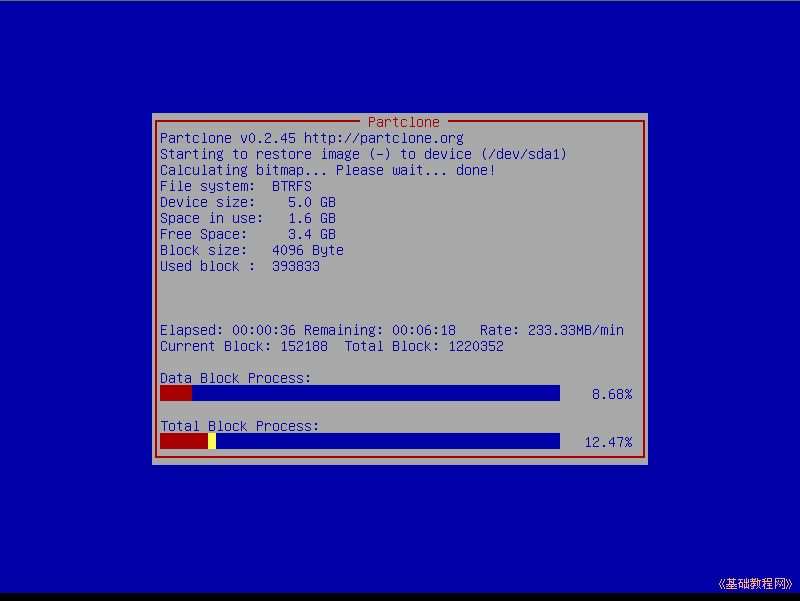 Partclone
Partclone v0.2.45 http://partclone.org
Starting to restore image (-) to device (/dev/sda1)
Calculating bitmap... Please wait... done!
File system:  BTRFS
Device size:    5.0 GB
Space in use:   1.6 GB
Free Space:     3.4 GB
Block size:   4096 Byte
Used block :  393833
Elapsed: 00:00:36 Remaining: 00:06:18   Rate: 233.33MB/min
Current Block: 152188  Total Block: 1220352
Data Block Process:
8.68%
Total Block Process:
12.47%
《基础教程网》